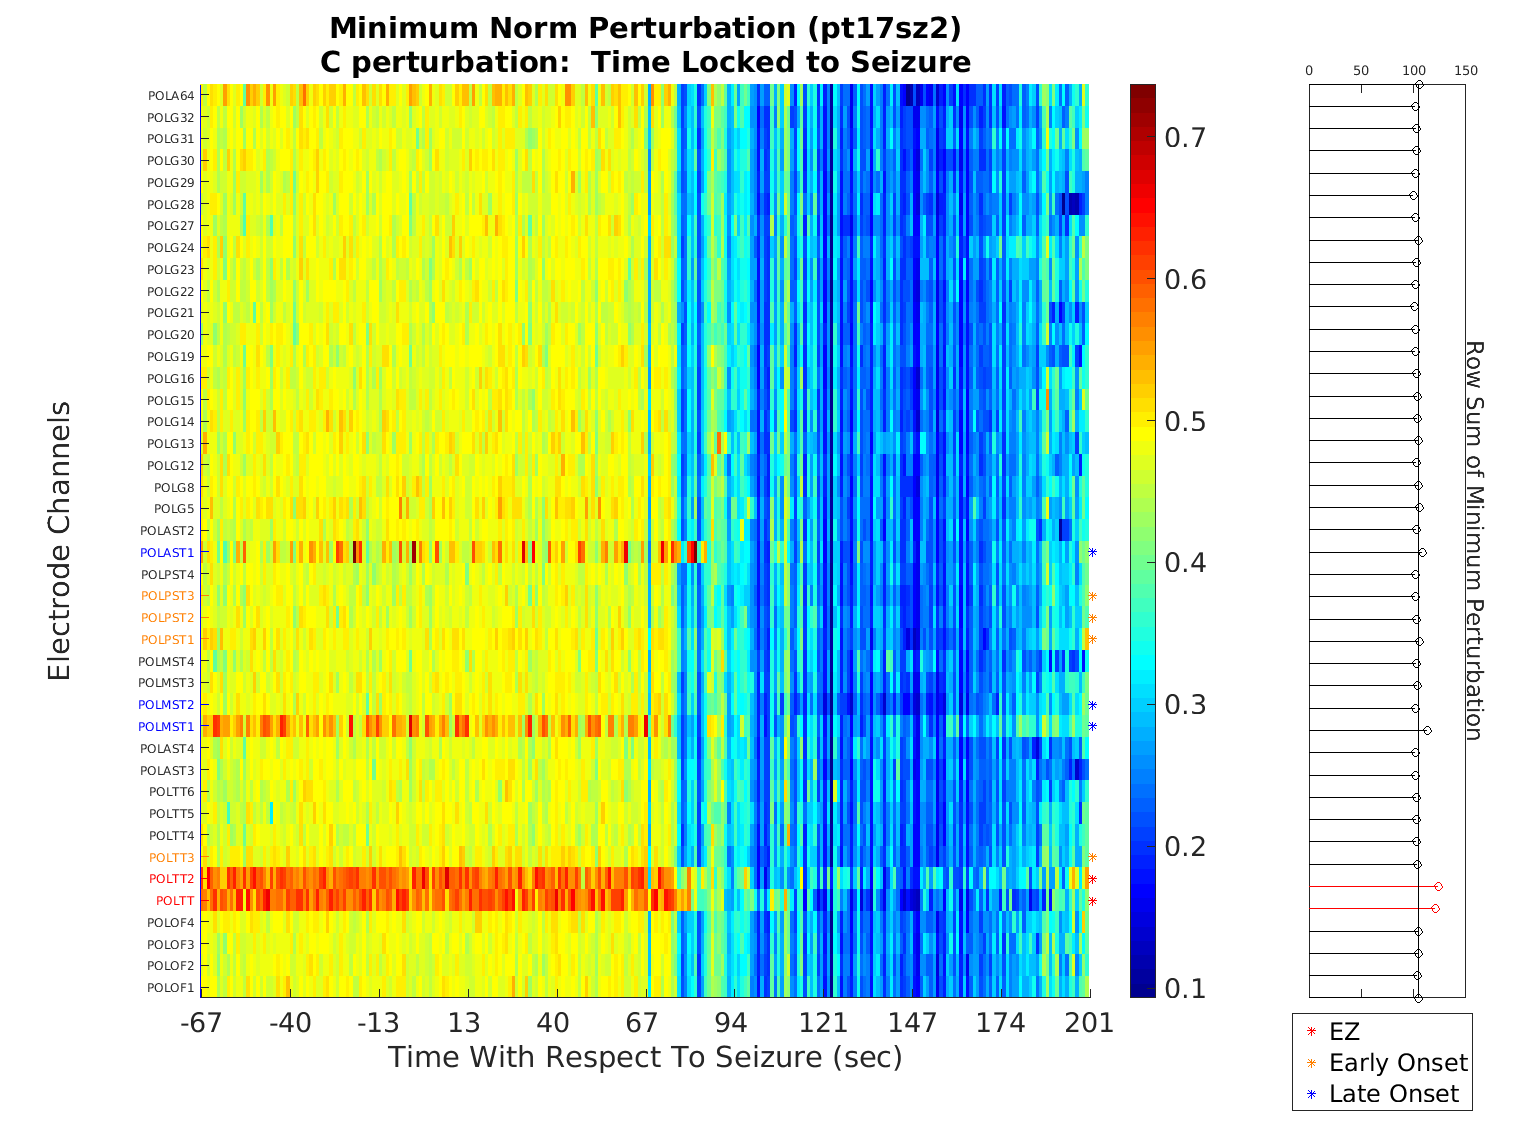 Minimum Norm Perturbation (pt17sz2)
C perturbation:  Time Locked to Seizure
Electrode Channels
POLA64
POLG32
POLG31
POLG30
POLG29
POLG28
POLG27
POLG24
POLG23
POLG22
POLG21
POLG20
POLG19
POLG16
POLG15
POLG14
POLG13
POLG12
POLG8
POLG5
POLAST2
POLAST1
POLPST4
POLPST3
POLPST2
POLPST1
POLMST4
POLMST3
POLMST2
POLMST1
POLAST4
POLAST3
POLTT6
POLTT5
POLTT4
POLTT3
POLTT2
POLTT
POLOF4
POLOF3
POLOF2
POLOF1
-67 -40 -13 13 40 67 94 121 147 174 201
Time With Respect To Seizure (sec)
0.7
0.6
0.5
0.4
0.3
0.2
0.1
0 50 100 150
Row Sum of Minimum Perturbation
EZ
Early Onset
Late Onset